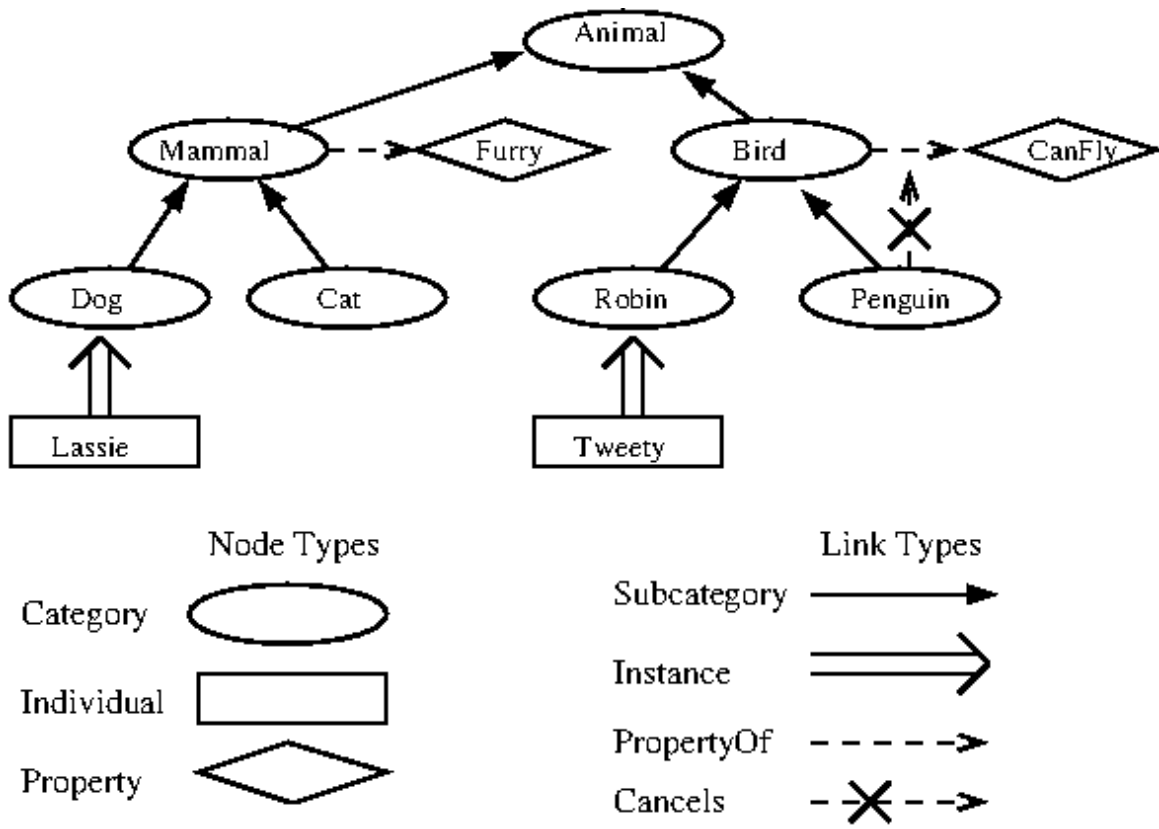 Animal
Mammal
Furry
Bird
CanFly
Dog
Cat
Robin
Penguin
Lassie
Tweety
Node Types
Link Types
Category
Subcategory
Individual
Instance
Property
PropertyOf
Cancels